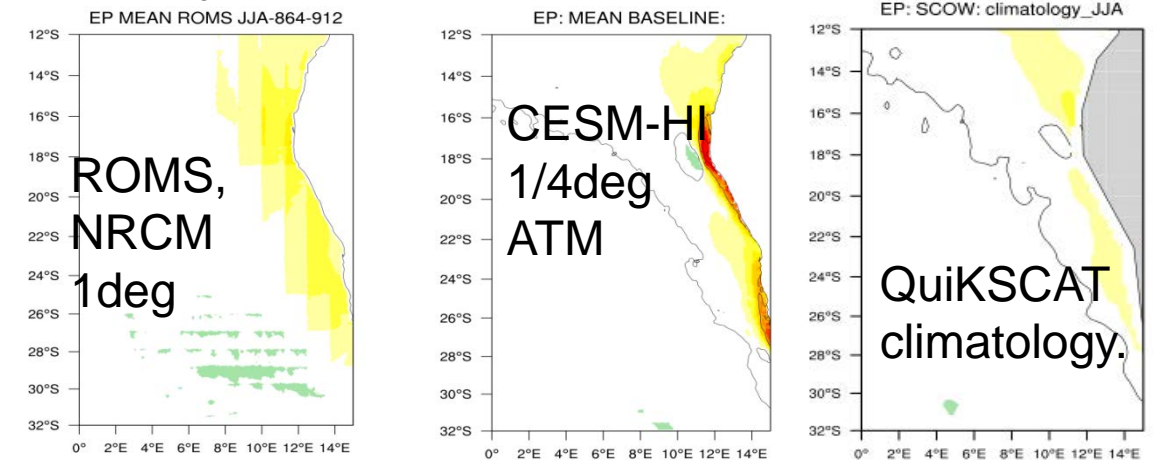 EP MEAN ROMS JJA-864-912
12°S
14°S
16°S
18°S
20°S
22°S
24°S
26°S
28°S
30°S
32°S
0° 2°E 4°E 6°E 8°E 10°E 12°E 14°E
ROMS,
NRCM
1deg
EP: MEAN BASELINE:
12°S
14°S
16°S
18°S
20°S
22°S
24°S
26°S
28°S
30°S
32°S
0° 2°E 4°E 6°E 8°E 10°E 12°E 14°E
CESM-HI
1/4deg
ATM
EP: SCOW: climatology_JJA
12°S
14°S
16°S
18°S
20°S
22°S
24°S
26°S
28°S
30°S
32°S
0° 2°E 4°E 6°E 8°E 10°E 12°E 14°E
QuiKSCAT
climatology.